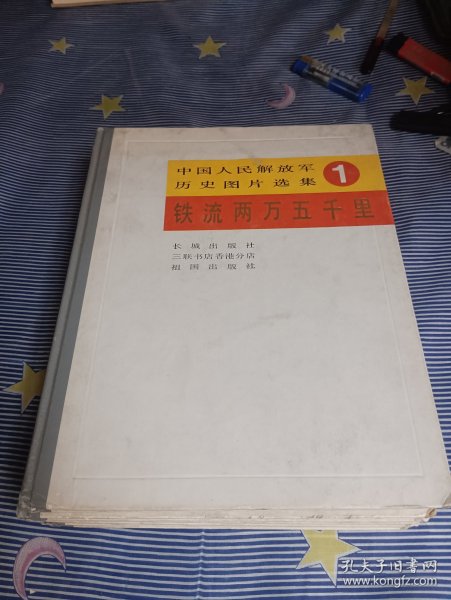 中国人民解放军
历史图片选集
1
铁流两万五千里
长城出版社
三联书店香港分店
祖国出版社
孔夫子旧书网
www.kongfz.com